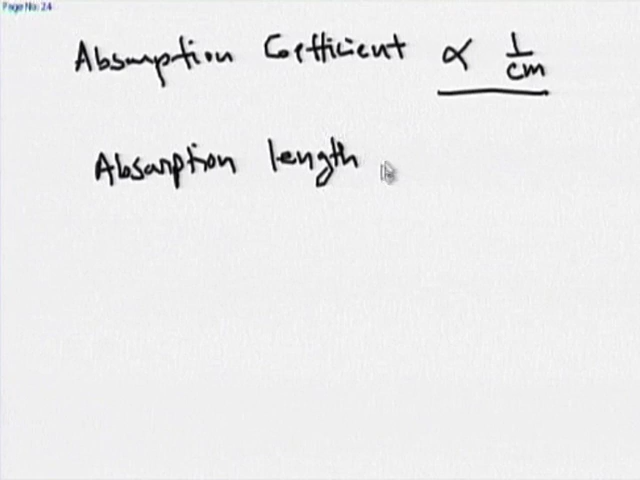 Page No: 24
Absorption Coefficient α 1/cm
Absorption length